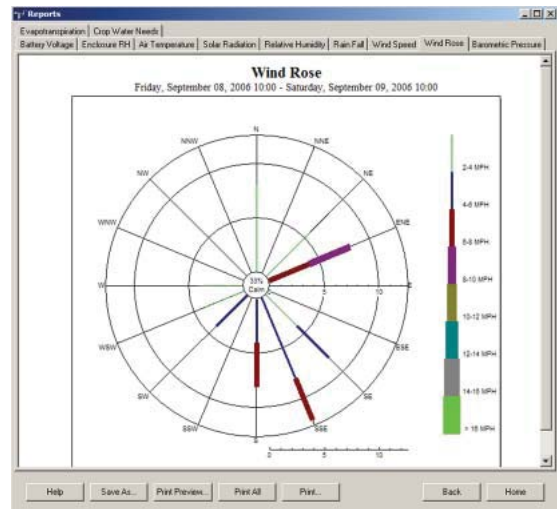 Reports
Evapotranspiration Crop Water Needs
Battery Voltage Enclosure RH Air Temperature Solar Radiation Relative Humidity Rain Fall Wind Speed Wind Rose Barometric Pressure
Wind Rose
Friday, September 08, 2006 10:00 - Saturday, September 09, 2006 10:00
N
NNW NNE
NW NE
WNW ENE
W 33% Calm 5 10 E
WSW ESE
SW SE
SSW SSE
S
0 5 10
2-4 MPH
4-6 MPH
6-8 MPH
8-10 MPH
10-12 MPH
12-14 MPH
14-16 MPH
> 16 MPH
Help Save As... Print Preview... Print All Print... Back Home